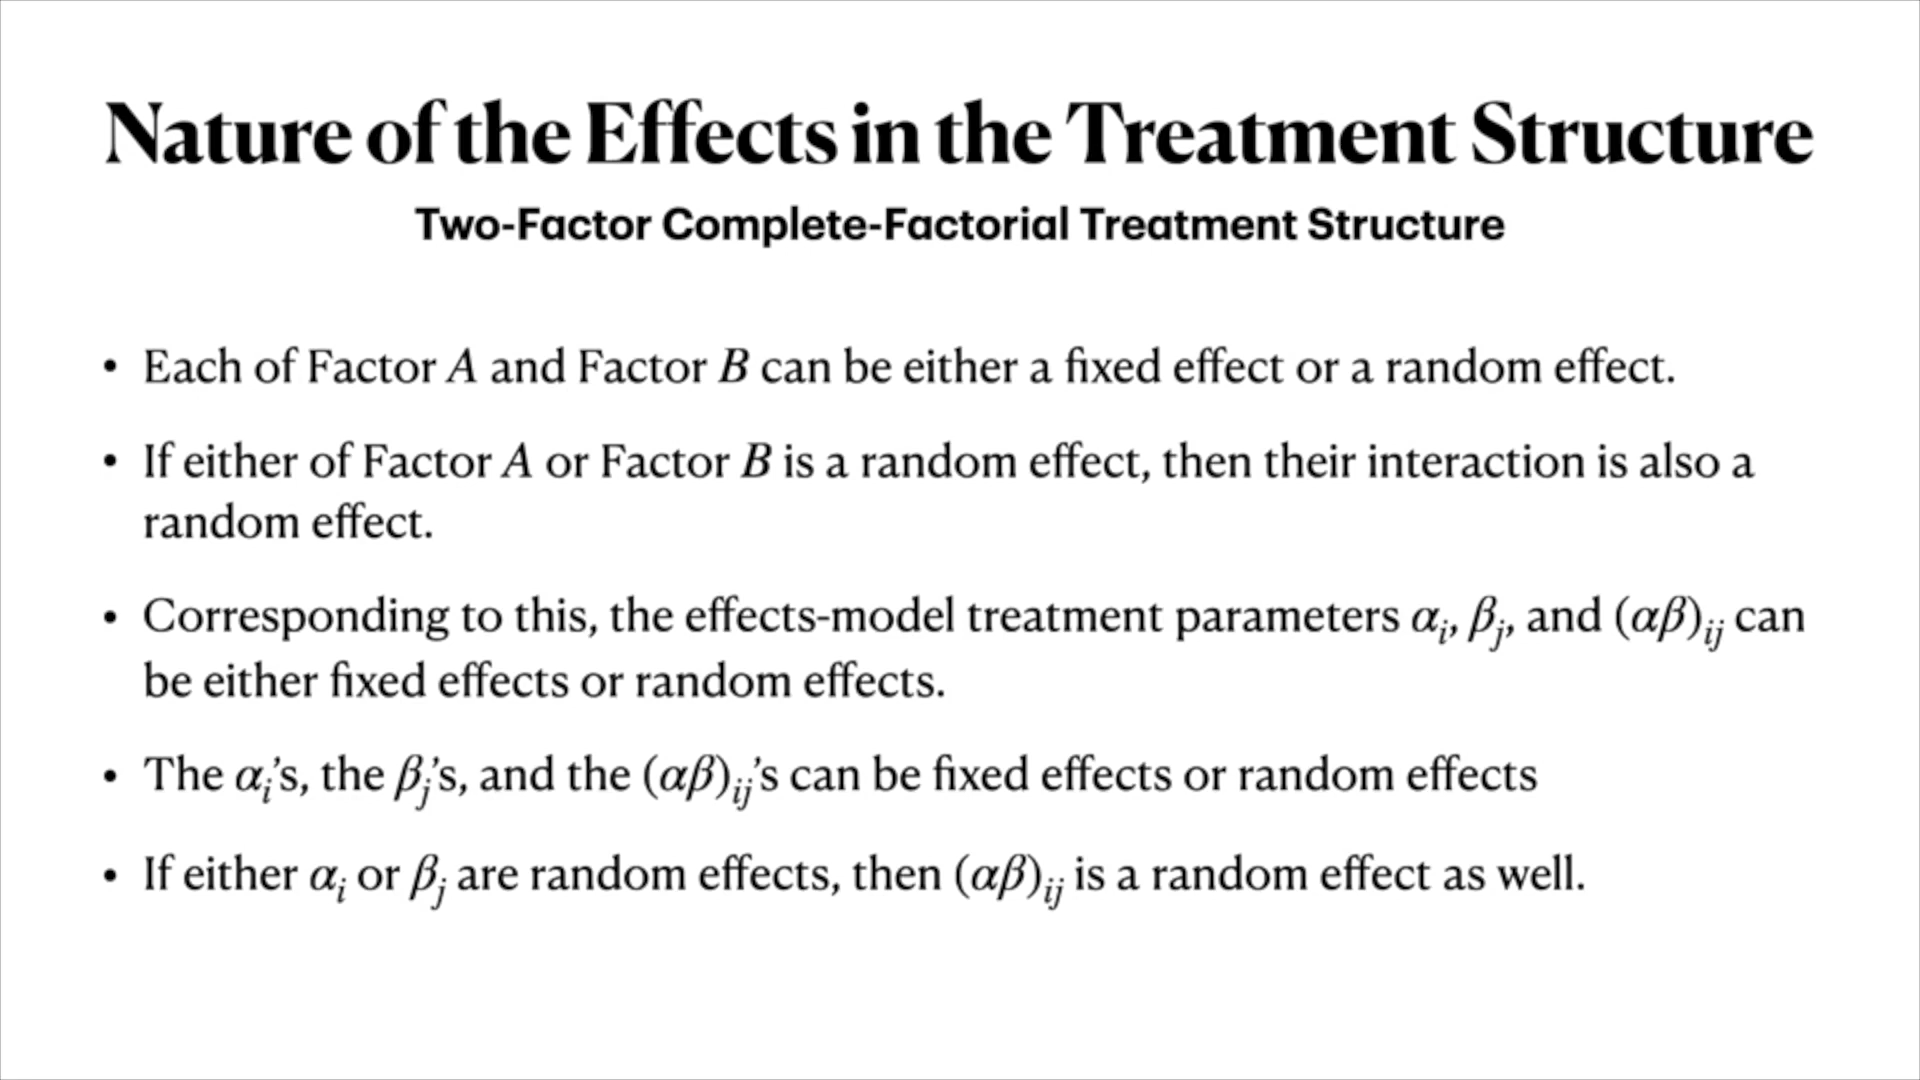 Nature of the Effects in the Treatment Structure
Two-Factor Complete-Factorial Treatment Structure
• Each of Factor A and Factor B can be either a fixed effect or a random effect.
• If either of Factor A or Factor B is a random effect, then their interaction is also a
random effect.
• Corresponding to this, the effects-model treatment parameters αᵢ, βⱼ, and (αβ)ᵢⱼ can
be either fixed effects or random effects.
• The αᵢ’s, the βⱼ’s, and the (αβ)ᵢⱼ’s can be fixed effects or random effects
• If either αᵢ or βⱼ are random effects, then (αβ)ᵢⱼ is a random effect as well.